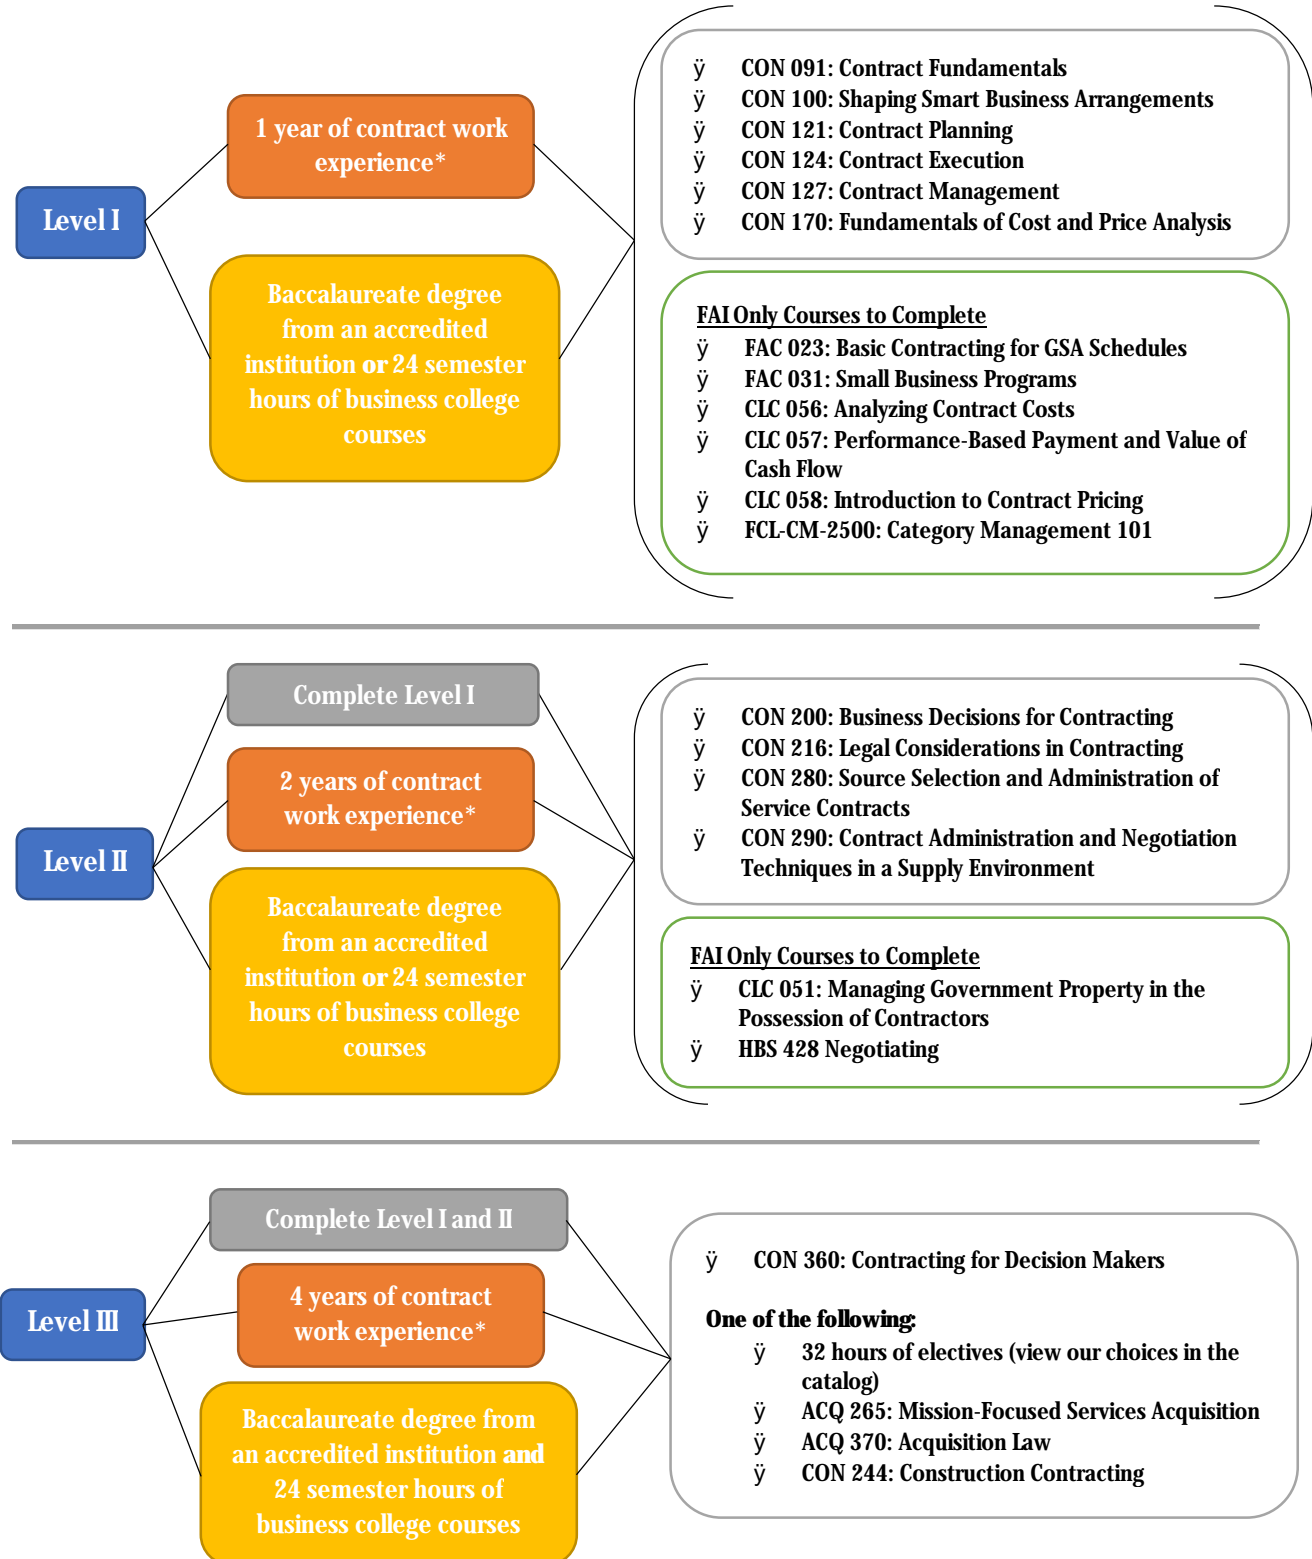 Level I
1 year of contract work
experience*
Baccalaureate degree
from an accredited
institution or 24 semester
hours of business college
courses
ÿ CON 091: Contract Fundamentals
ÿ CON 100: Shaping Smart Business Arrangements
ÿ CON 121: Contract Planning
ÿ CON 124: Contract Execution
ÿ CON 127: Contract Management
ÿ CON 170: Fundamentals of Cost and Price Analysis
FAI Only Courses to Complete
ÿ FAC 023: Basic Contracting for GSA Schedules
ÿ FAC 031: Small Business Programs
ÿ CLC 056: Analyzing Contract Costs
ÿ CLC 057: Performance-Based Payment and Value of
Cash Flow
ÿ CLC 058: Introduction to Contract Pricing
ÿ FCL-CM-2500: Category Management 101
Level II
Complete Level I
2 years of contract
work experience*
Baccalaureate degree
from an accredited
institution or 24 semester
hours of business college
courses
ÿ CON 200: Business Decisions for Contracting
ÿ CON 216: Legal Considerations in Contracting
ÿ CON 280: Source Selection and Administration of
Service Contracts
ÿ CON 290: Contract Administration and Negotiation
Techniques in a Supply Environment
FAI Only Courses to Complete
ÿ CLC 051: Managing Government Property in the
Possession of Contractors
ÿ HBS 428 Negotiating
Level III
Complete Level I and II
4 years of contract
work experience*
Baccalaureate degree from
an accredited institution and
24 semester hours of
business college courses
ÿ CON 360: Contracting for Decision Makers
One of the following:
ÿ 32 hours of electives (view our choices in the
catalog)
ÿ ACQ 265: Mission-Focused Services Acquisition
ÿ ACQ 370: Acquisition Law
ÿ CON 244: Construction Contracting